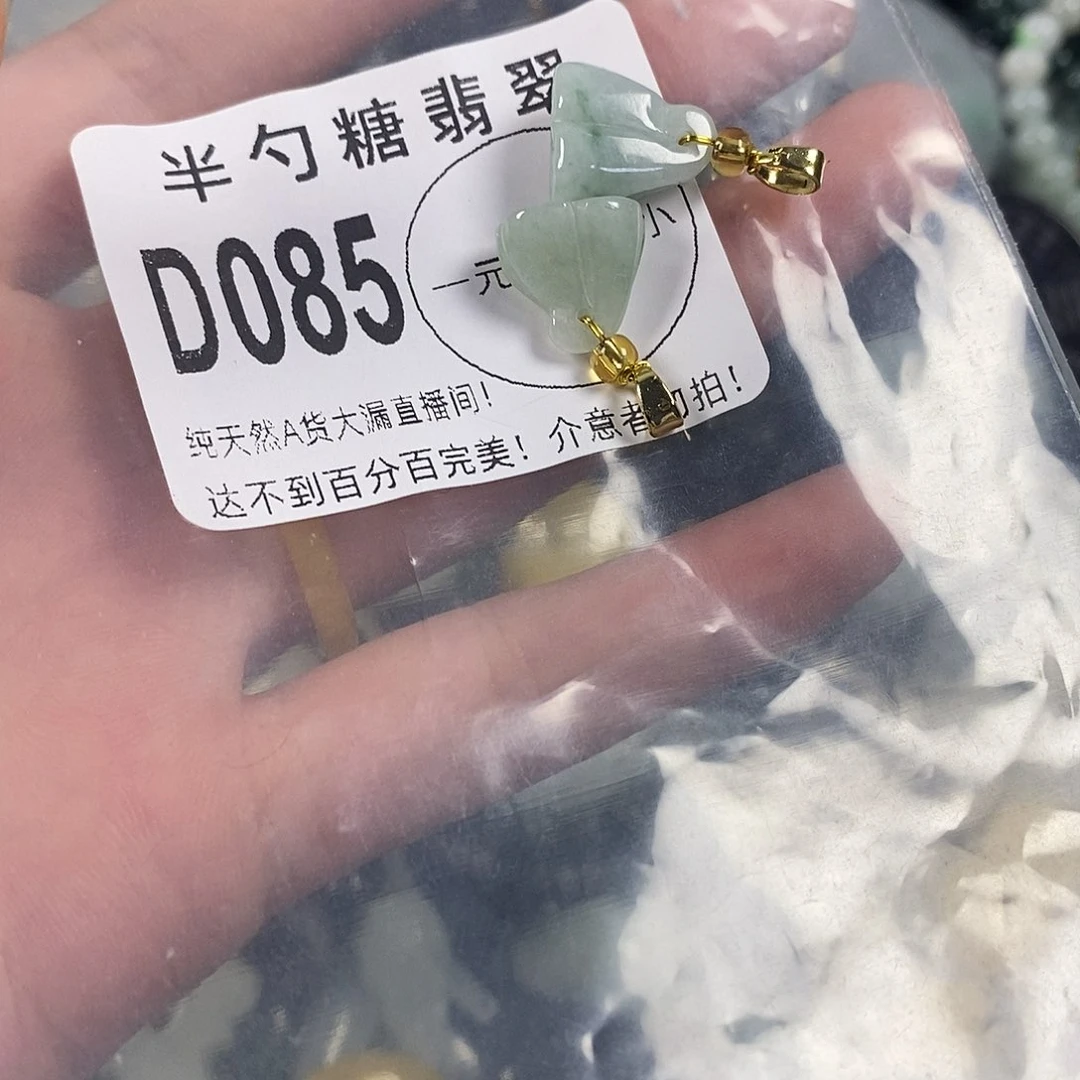 半勺糖翡翠
D085
小
一元
纯天然A货大漏直播间！
达不到百分百完美！介意者勿拍！